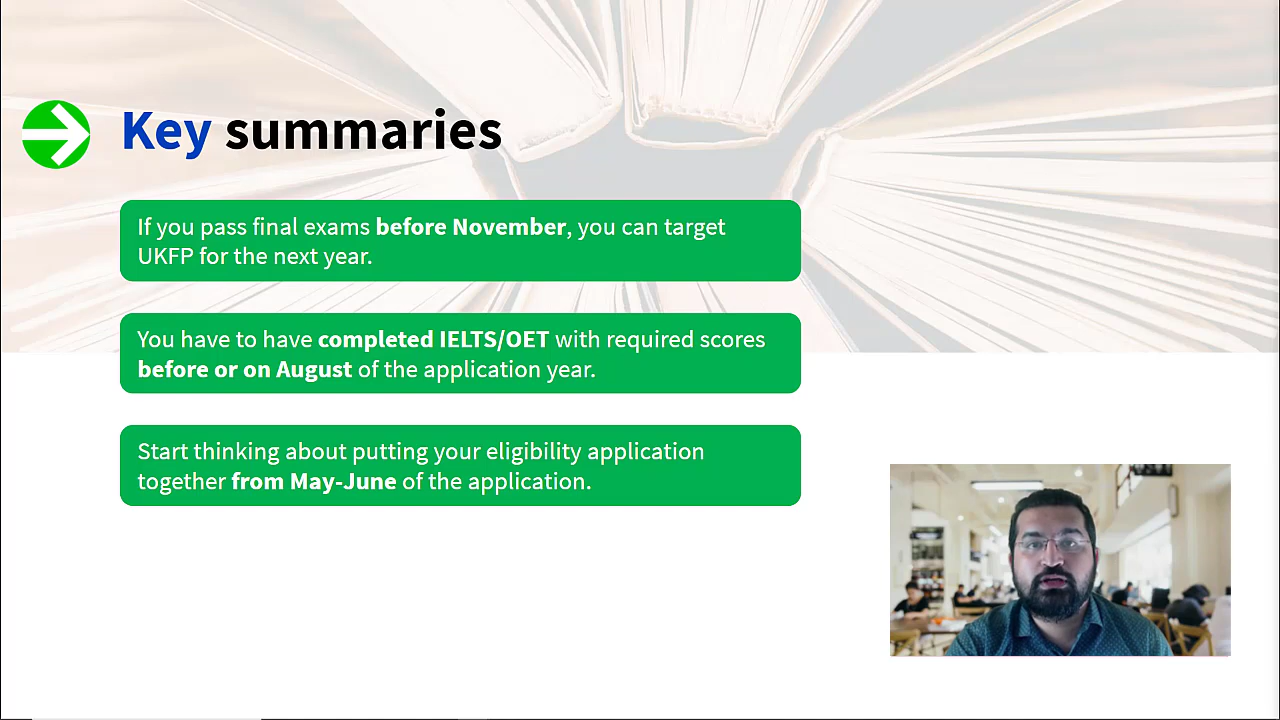 Key summaries
If you pass final exams before November, you can target
UKFP for the next year.
You have to have completed IELTS/OET with required scores
before or on August of the application year.
Start thinking about putting your eligibility application
together from May-June of the application.